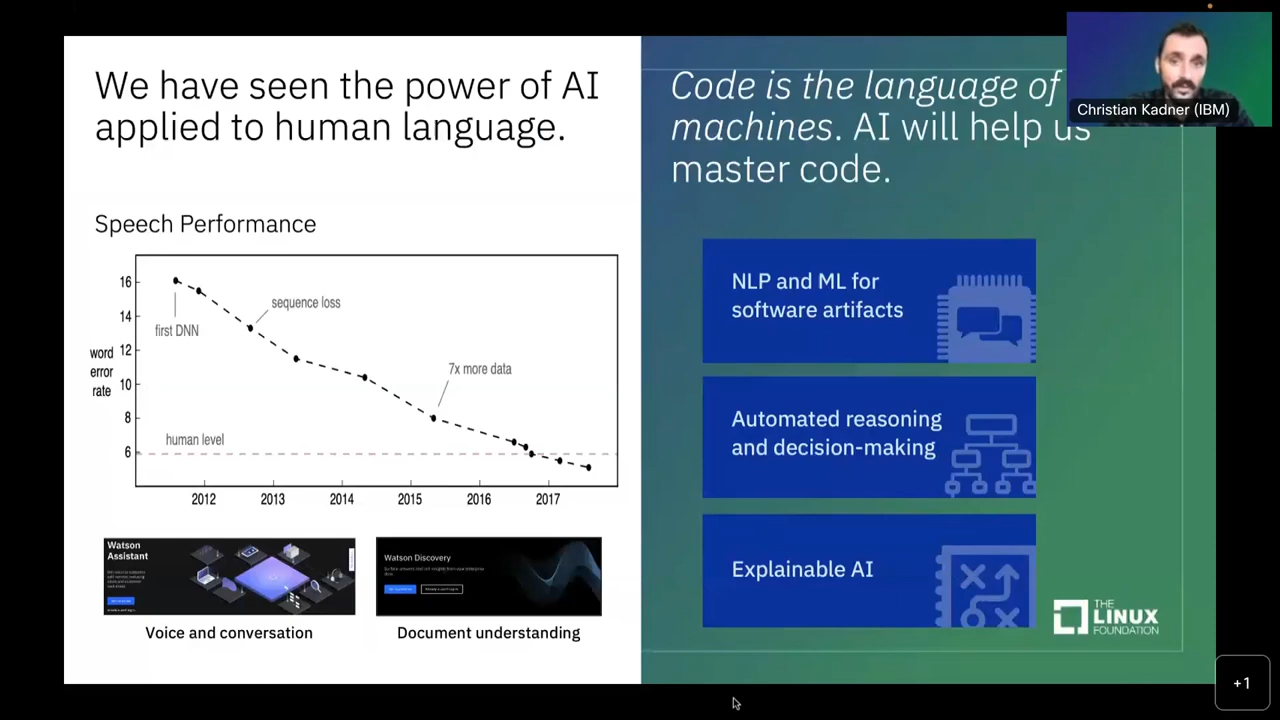 We have seen the power of AI
applied to human language.
Speech Performance
16
14
12
10
8
6
word
error
rate
first DNN
sequence loss
7x more data
human level
2012
2013
2014
2015
2016
2017
Watson
Assistant
Voice and conversation
Watson Discovery
Document understanding
Code is the language of
machines. AI will help us
master code.
NLP and ML for
software artifacts
Automated reasoning
and decision-making
Explainable AI
THE
LINUX
FOUNDATION
Christian Kadner (IBM)
+1